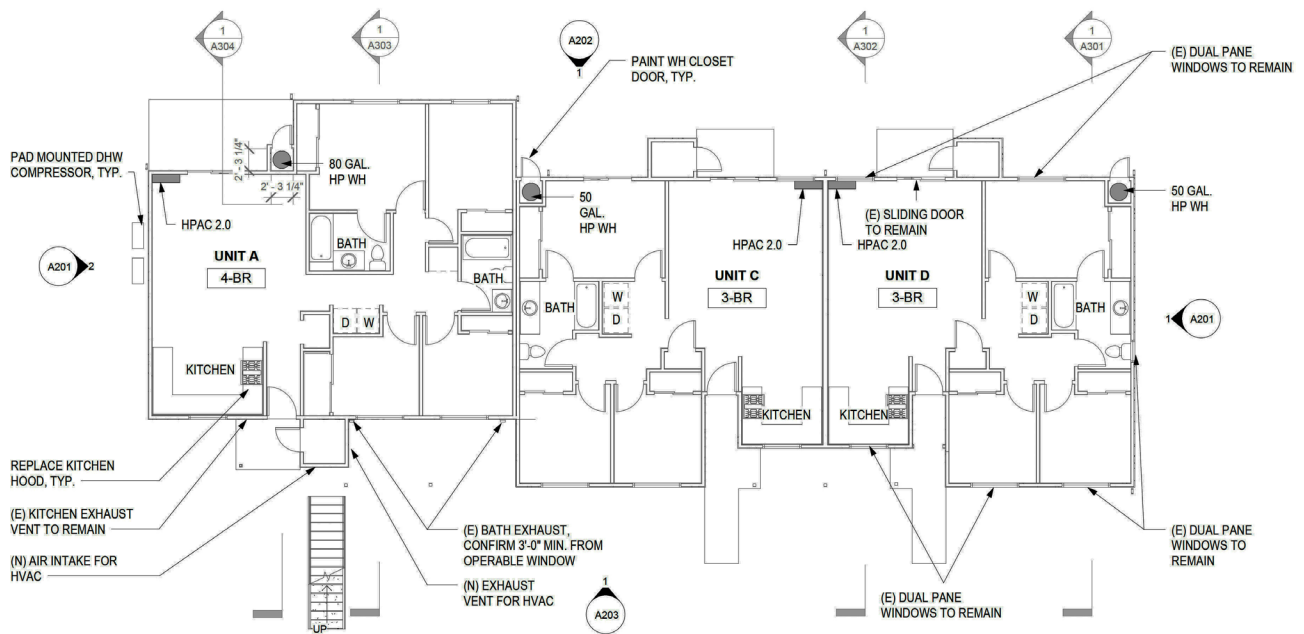 1
A304
1
A303
A202
1
1
A302
1
A301
PAINT WH CLOSET
DOOR, TYP.
(E) DUAL PANE
WINDOWS TO REMAIN
PAD MOUNTED DHW
COMPRESSOR, TYP.
2' - 3 1/4"
2' - 3 1/4"
80 GAL.
HP WH
HPAC 2.0
50
GAL.
HP WH
HPAC 2.0
(E) SLIDING DOOR
TO REMAIN
HPAC 2.0
50 GAL.
HP WH
A201
2
UNIT A
4-BR
BATH
BATH
D
W
KITCHEN
BATH
W
D
UNIT C
3-BR
KITCHEN
UNIT D
3-BR
KITCHEN
W
D
BATH
1
A201
REPLACE KITCHEN
HOOD, TYP.
(E) KITCHEN EXHAUST
VENT TO REMAIN
(N) AIR INTAKE FOR
HVAC
UP
(E) BATH EXHAUST,
CONFIRM 3'-0" MIN. FROM
OPERABLE WINDOW
(N) EXHAUST
VENT FOR HVAC
1
A203
(E) DUAL PANE
WINDOWS TO REMAIN
(E) DUAL PANE
WINDOWS TO
REMAIN